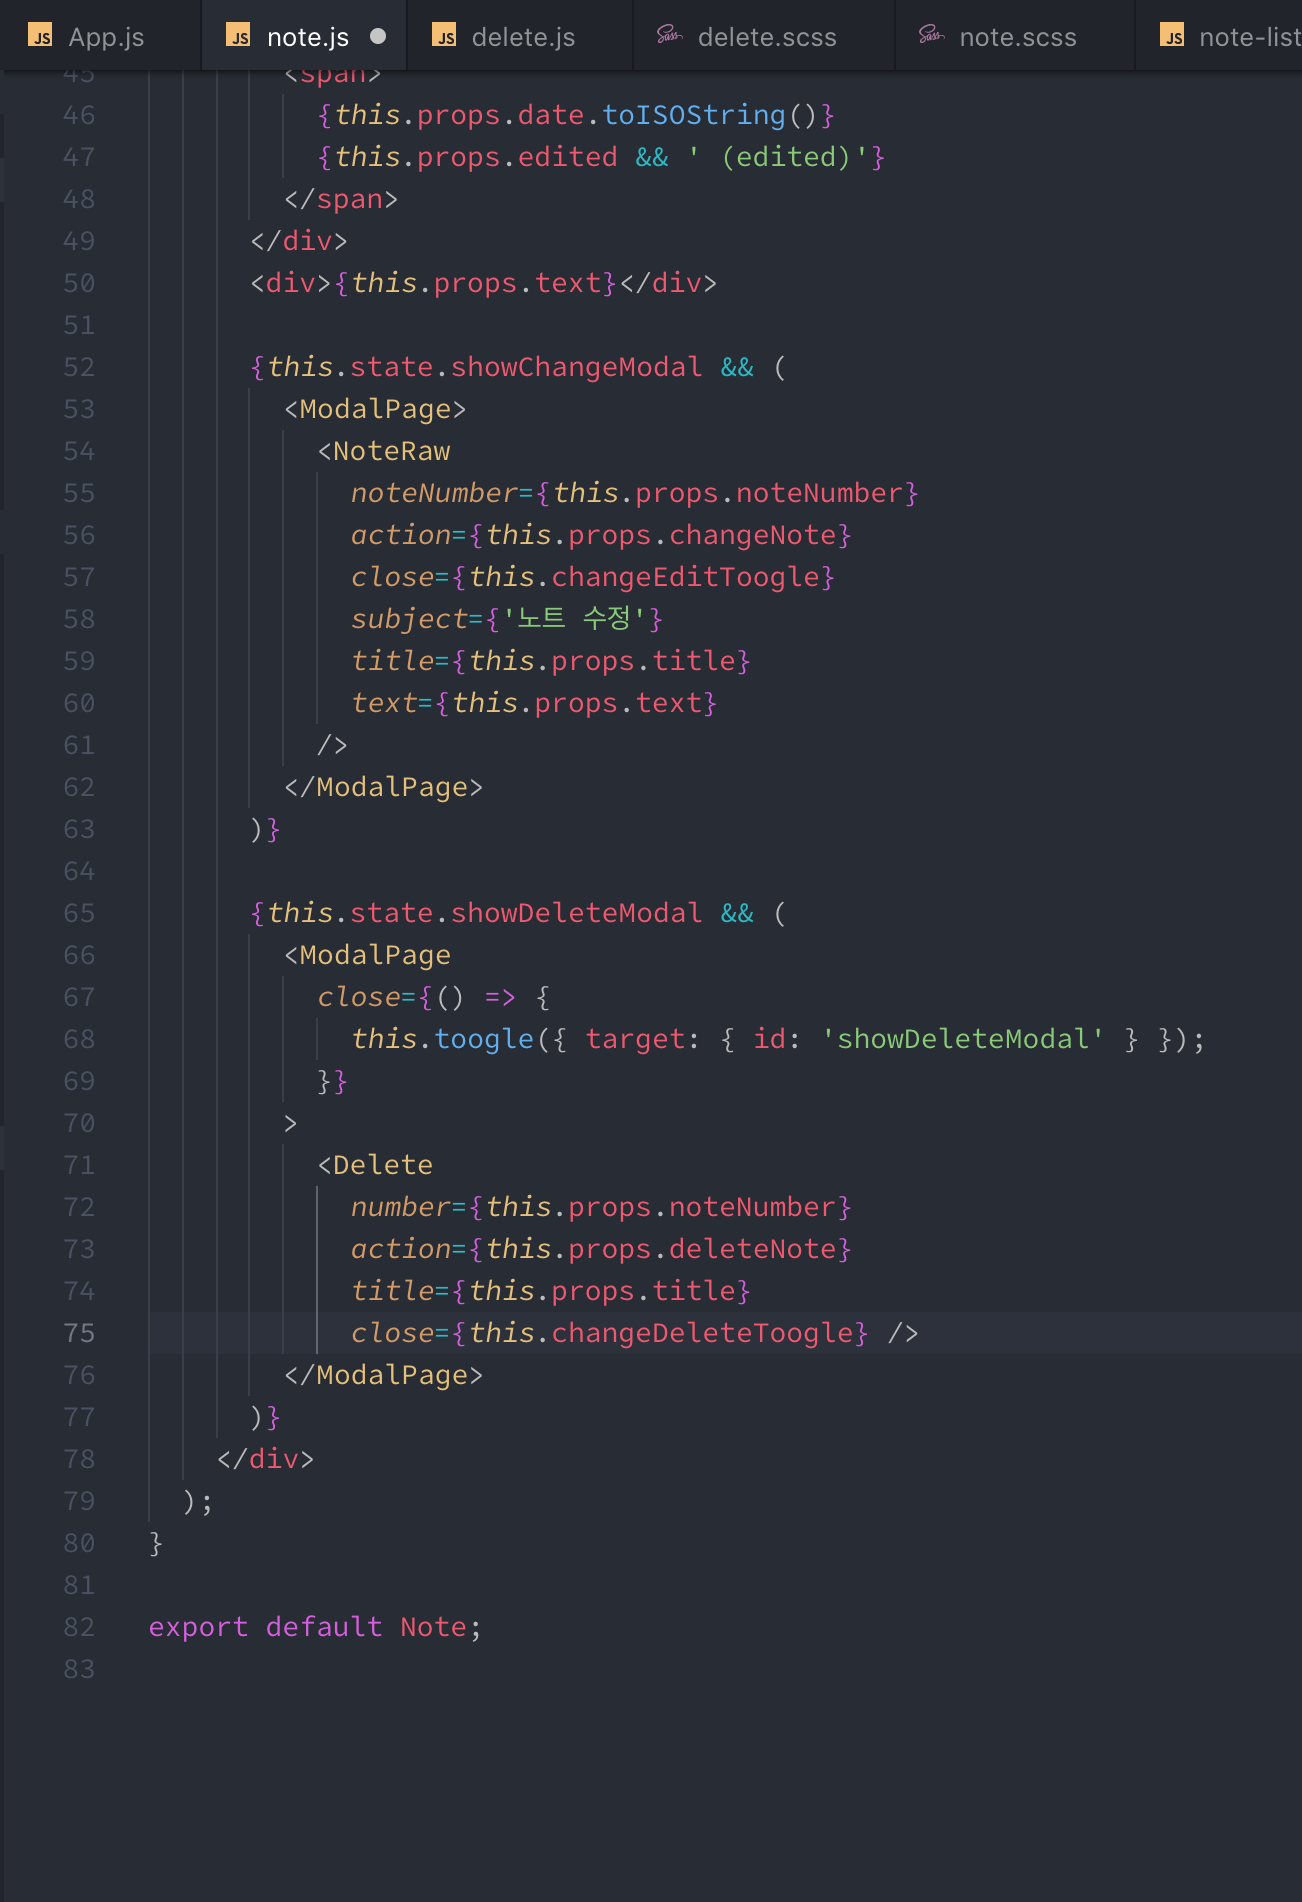 JS App.js JS note.js JS delete.js Sass delete.scss Sass note.scss JS note-list
45 <span>
46 {this.props.date.toISOString()}
47 {this.props.edited && ' (edited)'}
48 </span>
49 </div>
50 <div>{this.props.text}</div>
51
52 {this.state.showChangeModal && (
53 <ModalPage>
54 <NoteRaw
55 noteNumber={this.props.noteNumber}
56 action={this.props.changeNote}
57 close={this.changeEditToogle}
58 subject={'노트 수정'}
59 title={this.props.title}
60 text={this.props.text}
61 />
62 </ModalPage>
63 )}
64
65 {this.state.showDeleteModal && (
66 <ModalPage
67 close={() => {
68 this.toogle({ target: { id: 'showDeleteModal' } });
69 }}
70 >
71 <Delete
72 number={this.props.noteNumber}
73 action={this.props.deleteNote}
74 title={this.props.title}
75 close={this.changeDeleteToogle} />
76 </ModalPage>
77 )}
78 </div>
79 );
80 }
81
82 export default Note;
83